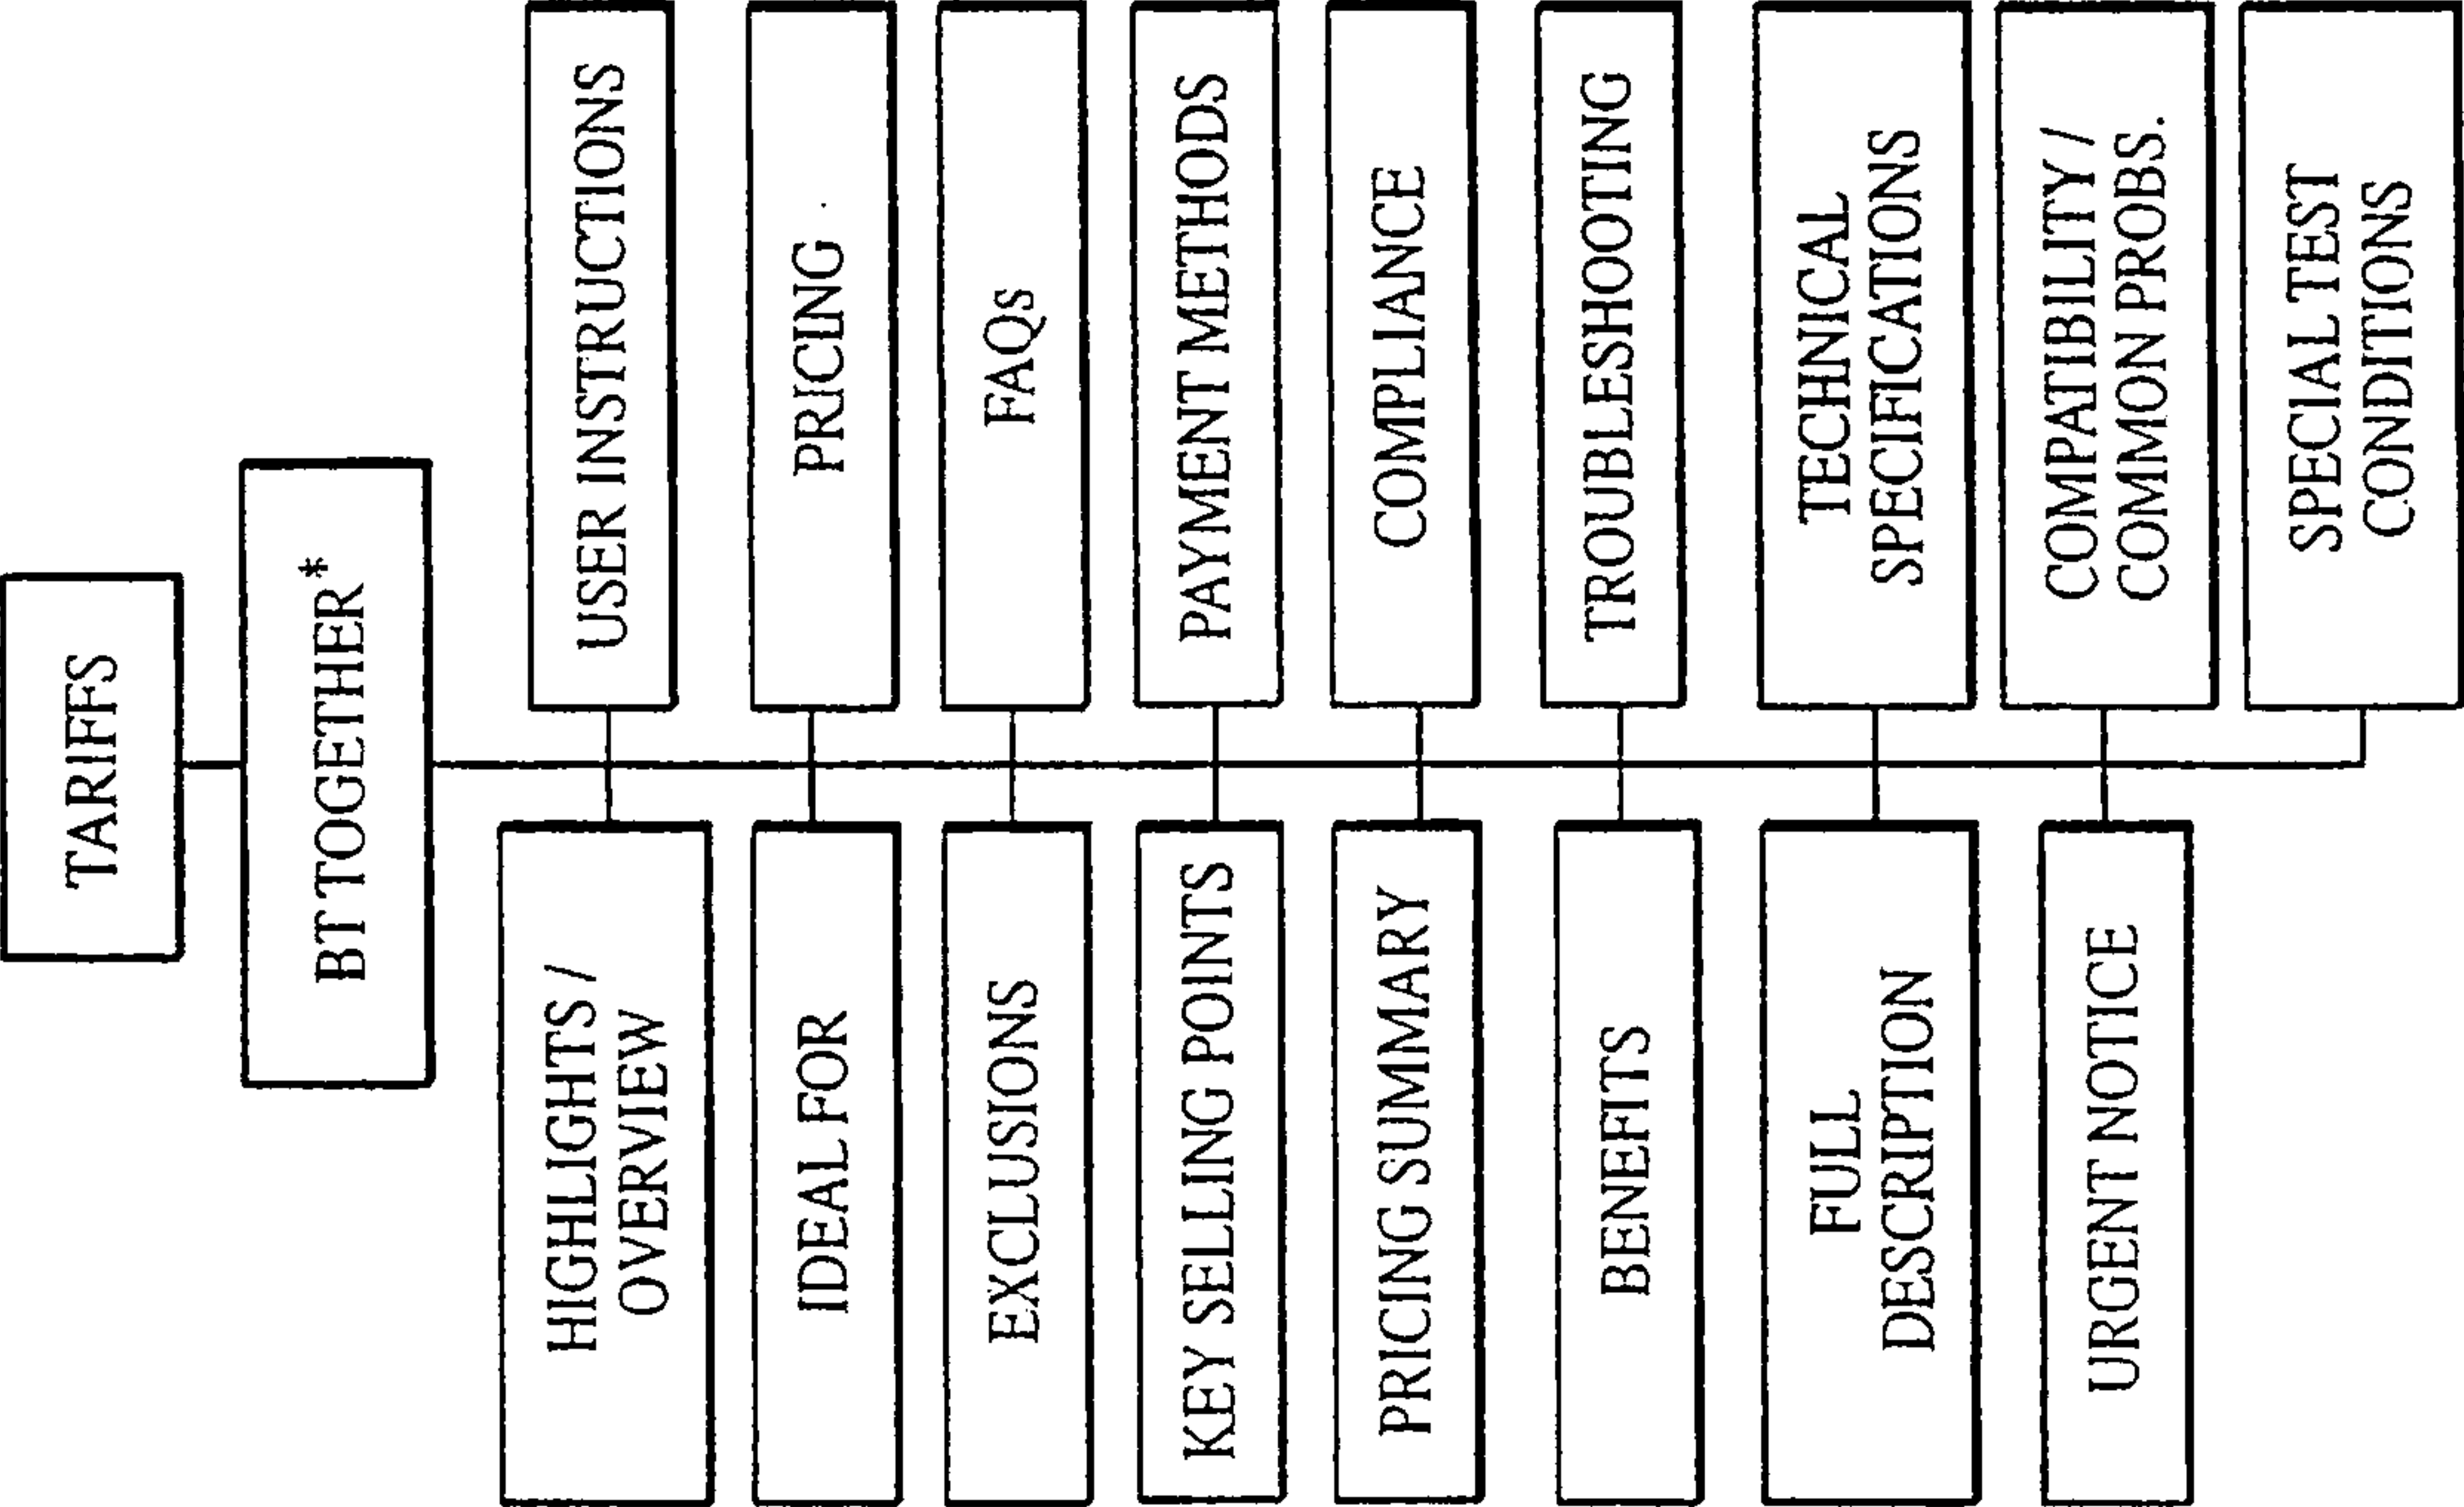 TARIFFS
BT TOGETHER*
HIGHLIGHTS /
OVERVIEW
USER INSTRUCTIONS
IDEAL FOR
PRICING
EXCLUSIONS
FAQS
KEY SELLING POINTS
PAYMENT METHODS
PRICING SUMMARY
COMPLIANCE
BENEFITS
TROUBLESHOOTING
FULL
DESCRIPTION
TECHNICAL
SPECIFICATIONS
URGENT NOTICE
COMPATIBILITY /
COMMON PROBS.
SPECIAL TEST
CONDITIONS